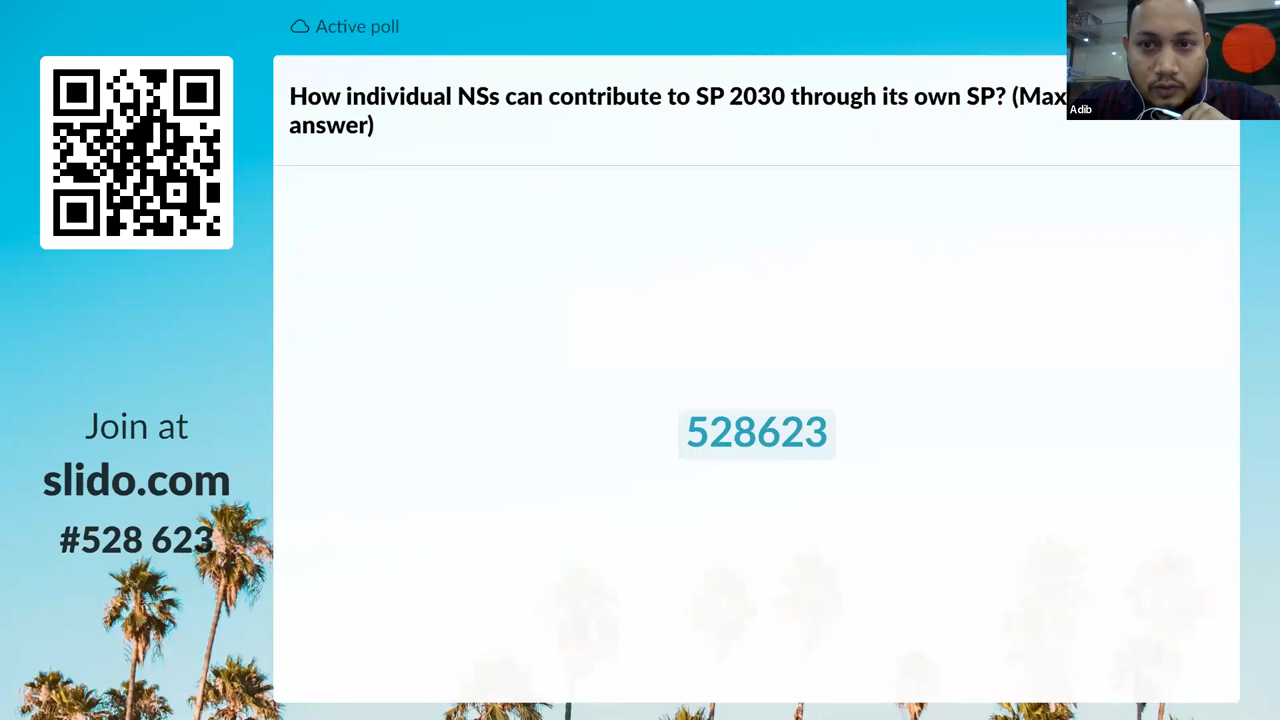 Active poll
How individual NSs can contribute to SP 2030 through its own SP? (Max
answer)
Adib
528623
Join at
slido.com
#528 623